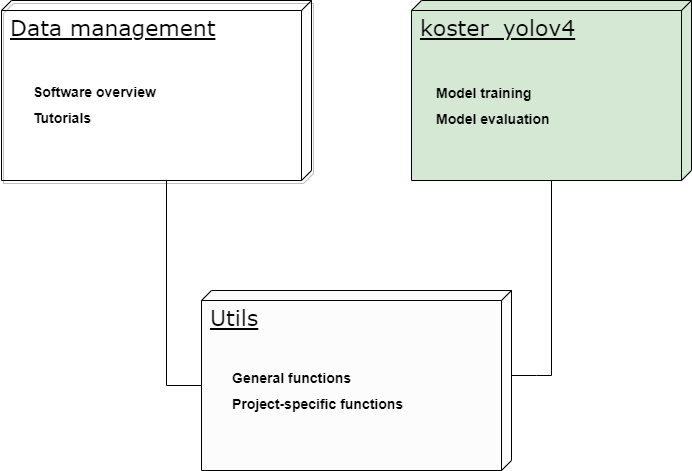 Data management
Software overview
Tutorials
koster_yolov4
Model training
Model evaluation
Utils
General functions
Project-specific functions